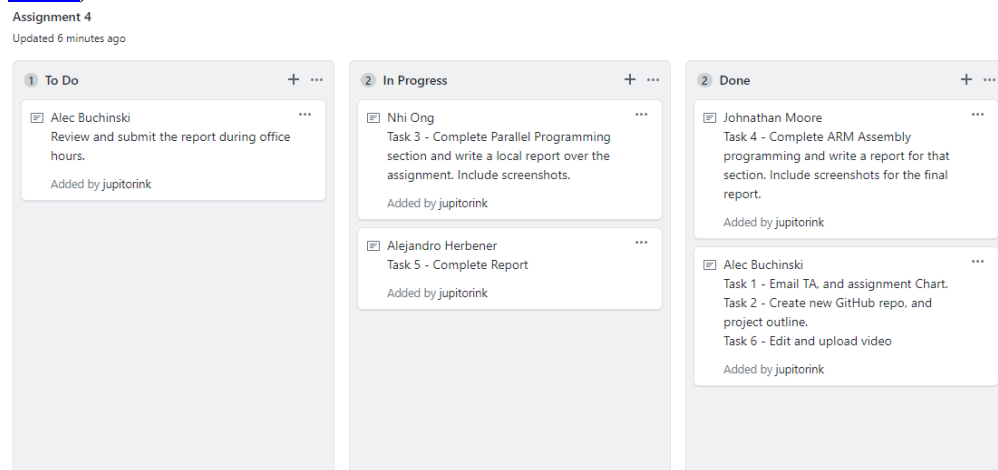 Assignment 4
Updated 6 minutes ago
1 To Do
Alec Buchinski
Review and submit the report during office
hours.
Added by jupitorink
2 In Progress
Nhi Ong
Task 3 - Complete Parallel Programming
section and write a local report over the
assignment. Include screenshots.
Added by jupitorink
Alejandro Herbener
Task 5 - Complete Report
Added by jupitorink
2 Done
Johnathan Moore
Task 4 - Complete ARM Assembly
programming and write a report for that
section. Include screenshots for the final
report.
Added by jupitorink
Alec Buchinski
Task 1 - Email TA, and assignment Chart.
Task 2 - Create new GitHub repo, and
project outline.
Task 6 - Edit and upload video
Added by jupitorink